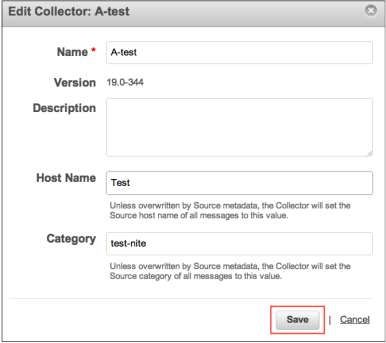 Edit Collector: A-test
Name * A-test
Version 19.0-344
Description
Host Name Test
Unless overwritten by Source metadata, the Collector will set the
Source host name of all messages to this value.
Category test-nite
Unless overwritten by Source metadata, the Collector will set the
Source category of all messages to this value.
Save | Cancel